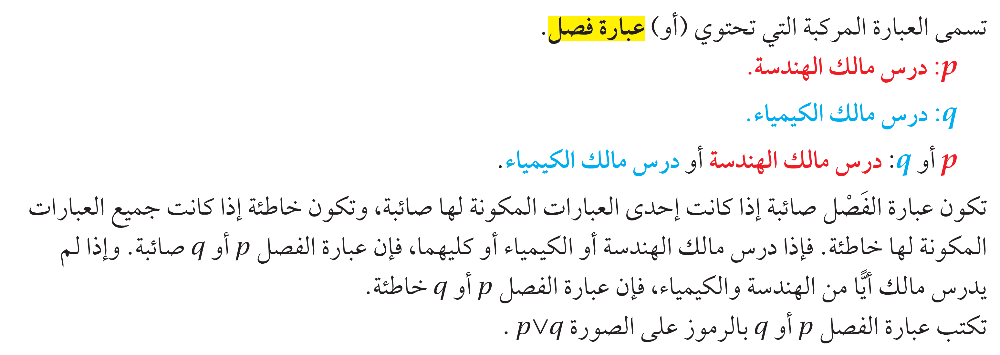 تسمى العبارة المركبة التي تحتوي (أو) عبارة فصل.
p: درس مالك الهندسة.
q: درس مالك الكيمياء.
p أو q: درس مالك الهندسة أو درس مالك الكيمياء.
تكون عبارة الفَصْل صائبة إذا كانت إحدى العبارات المكونة لها صائبة، وتكون خاطئة إذا كانت جميع العبارات
المكونة لها خاطئة. فإذا درس مالك الهندسة أو الكيمياء أو كليهما، فإن عبارة الفصل p أو q صائبة. وإذا لم
يدرس مالك أيًّا من الهندسة والكيمياء، فإن عبارة الفصل p أو q خاطئة.
تكتب عبارة الفصل p أو q بالرموز على الصورة p∨q .